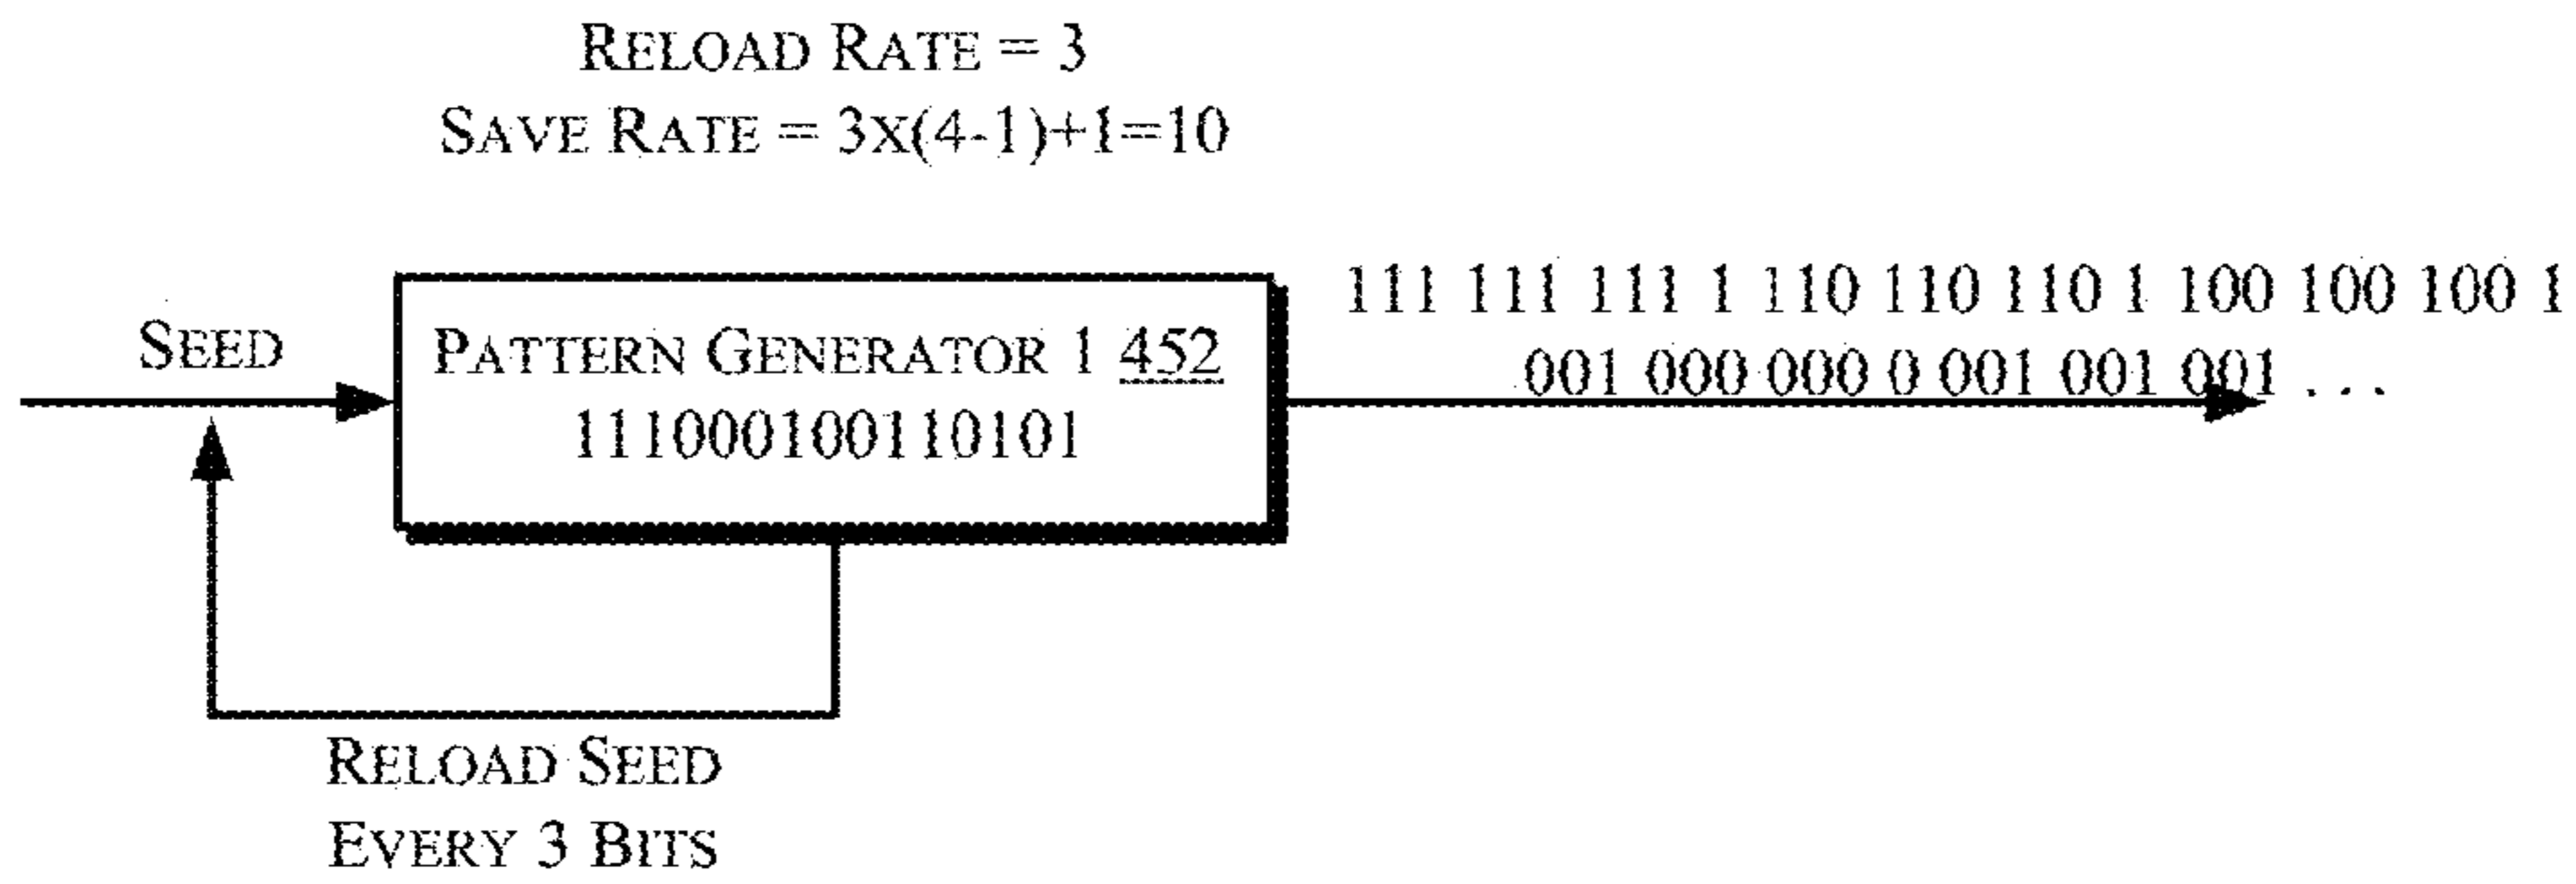 RELOAD RATE = 3
SAVE RATE = 3X(4-1)+1=10
SEED
PATTERN GENERATOR 1 452
111000100110101
111 111 111 1 110 110 110 1 100 100 100 1
001 000 000 0 001 001 001 . . .
RELOAD SEED
EVERY 3 BITS